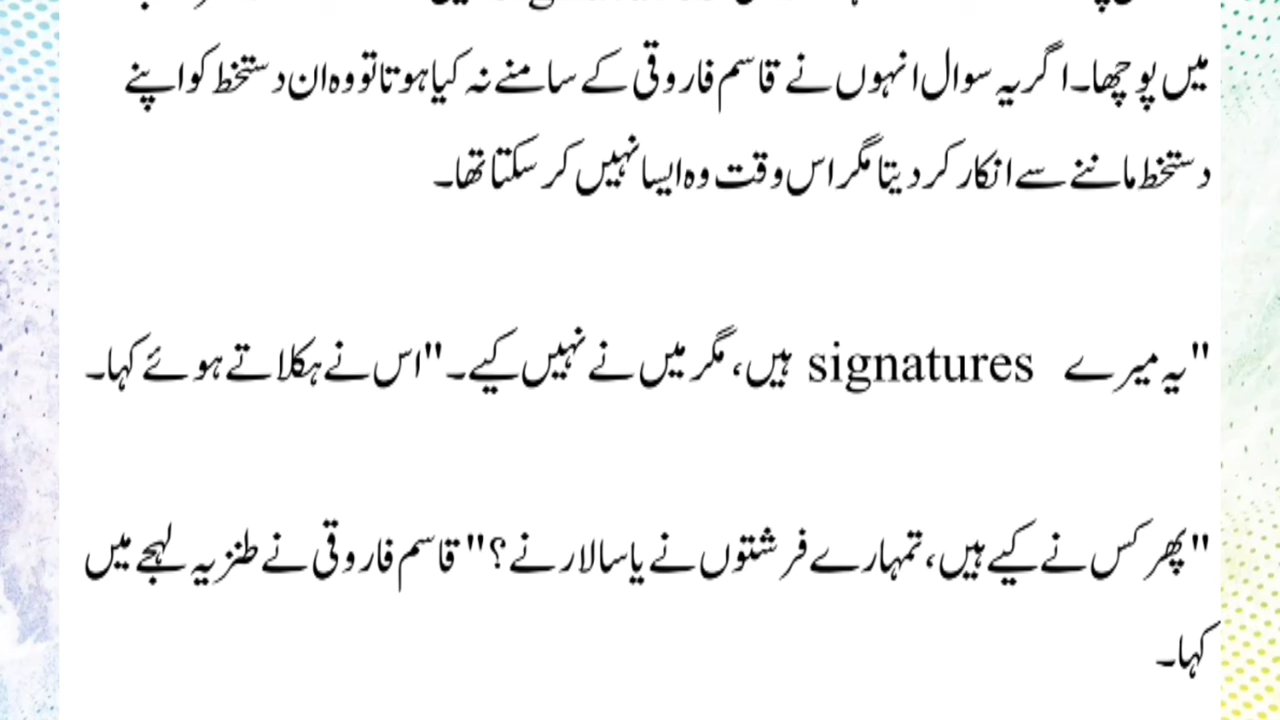 میں پوچھا۔ اگر یہ سوال انہوں نے قاسم فاروقی کے سامنے نہ کیا ہوتا تو وہ ان دستخط کو اپنے
دستخط ماننے سے انکار کر دیتا مگر اس وقت وہ ایسا نہیں کر سکتا تھا۔
"یہ میرے signatures ہیں، مگر میں نے نہیں کیے۔" اس نے ہکلاتے ہوئے کہا۔
"پھر کس نے کیے ہیں، تمہارے فرشتوں نے یا سالار نے؟" قاسم فاروقی نے طنزیہ لہجے میں
کہا۔